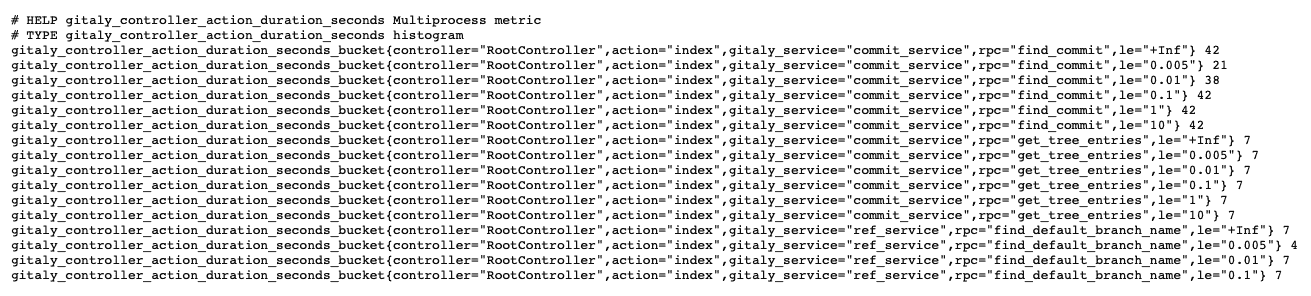 # HELP gitaly_controller_action_duration_seconds Multiprocess metric
# TYPE gitaly_controller_action_duration_seconds histogram
gitaly_controller_action_duration_seconds_bucket{controller="RootController",action="index",gitaly_service="commit_service",rpc="find_commit",le="+Inf"} 42
gitaly_controller_action_duration_seconds_bucket{controller="RootController",action="index",gitaly_service="commit_service",rpc="find_commit",le="0.005"} 21
gitaly_controller_action_duration_seconds_bucket{controller="RootController",action="index",gitaly_service="commit_service",rpc="find_commit",le="0.01"} 38
gitaly_controller_action_duration_seconds_bucket{controller="RootController",action="index",gitaly_service="commit_service",rpc="find_commit",le="0.1"} 42
gitaly_controller_action_duration_seconds_bucket{controller="RootController",action="index",gitaly_service="commit_service",rpc="find_commit",le="1"} 42
gitaly_controller_action_duration_seconds_bucket{controller="RootController",action="index",gitaly_service="commit_service",rpc="find_commit",le="10"} 42
gitaly_controller_action_duration_seconds_bucket{controller="RootController",action="index",gitaly_service="commit_service",rpc="get_tree_entries",le="+Inf"} 7
gitaly_controller_action_duration_seconds_bucket{controller="RootController",action="index",gitaly_service="commit_service",rpc="get_tree_entries",le="0.005"} 7
gitaly_controller_action_duration_seconds_bucket{controller="RootController",action="index",gitaly_service="commit_service",rpc="get_tree_entries",le="0.01"} 7
gitaly_controller_action_duration_seconds_bucket{controller="RootController",action="index",gitaly_service="commit_service",rpc="get_tree_entries",le="0.1"} 7
gitaly_controller_action_duration_seconds_bucket{controller="RootController",action="index",gitaly_service="commit_service",rpc="get_tree_entries",le="1"} 7
gitaly_controller_action_duration_seconds_bucket{controller="RootController",action="index",gitaly_service="commit_service",rpc="get_tree_entries",le="10"} 7
gitaly_controller_action_duration_seconds_bucket{controller="RootController",action="index",gitaly_service="ref_service",rpc="find_default_branch_name",le="+Inf"} 7
gitaly_controller_action_duration_seconds_bucket{controller="RootController",action="index",gitaly_service="ref_service",rpc="find_default_branch_name",le="0.005"} 4
gitaly_controller_action_duration_seconds_bucket{controller="RootController",action="index",gitaly_service="ref_service",rpc="find_default_branch_name",le="0.01"} 7
gitaly_controller_action_duration_seconds_bucket{controller="RootController",action="index",gitaly_service="ref_service",rpc="find_default_branch_name",le="0.1"} 7